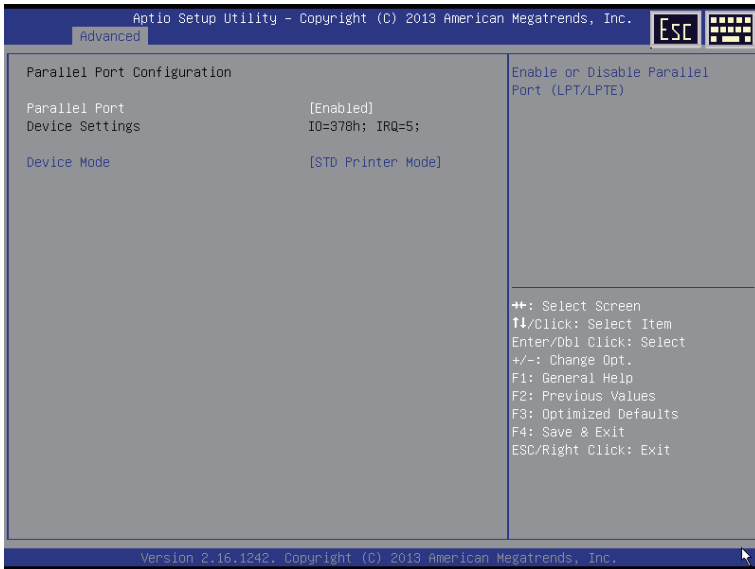 Aptio Setup Utility – Copyright (C) 2013 American Megatrends, Inc.
Esc
Advanced
Parallel Port Configuration
Parallel Port [Enabled]
Device Settings IO=378h; IRQ=5;
Device Mode [STD Printer Mode]
Enable or Disable Parallel
Port (LPT/LPTE)
→←: Select Screen
↑↓/Click: Select Item
Enter/Dbl Click: Select
+/-: Change Opt.
F1: General Help
F2: Previous Values
F3: Optimized Defaults
F4: Save & Exit
ESC/Right Click: Exit
Version 2.16.1242. Copyright (C) 2013 American Megatrends, Inc.